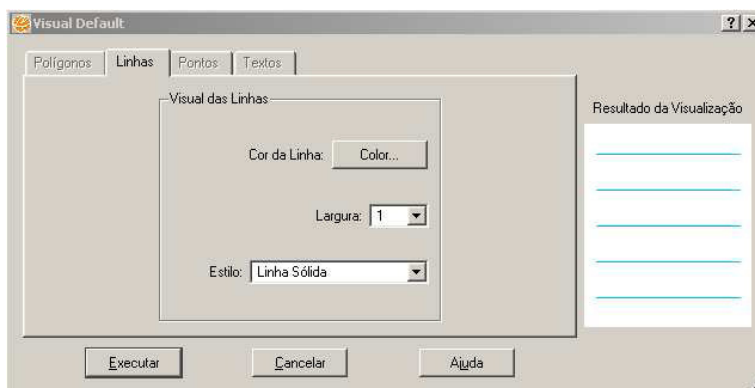 Visual Default
Polígonos Linhas Pontos Textos
Visual das Linhas
Resultado da Visualização
Cor da Linha: Color...
Largura: 1
Estilo: Linha Sólida
Executar Cancelar Ajuda